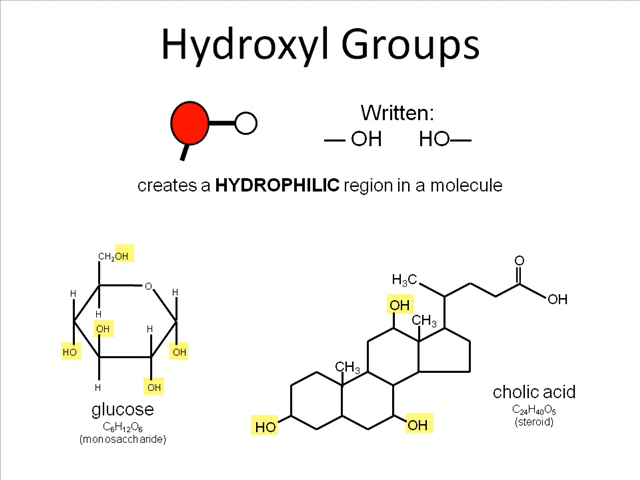 Hydroxyl Groups
Written:
— OH HO—
creates a HYDROPHILIC region in a molecule
CH₂OH
O
H
H
H
OH
H
HO
OH
H
OH
glucose
C₆H₁₂O₆
(monosaccharide)
O
H₃C
OH
OH
CH₃
CH₃
HO
OH
cholic acid
C₂₄H₄₀O₅
(steroid)